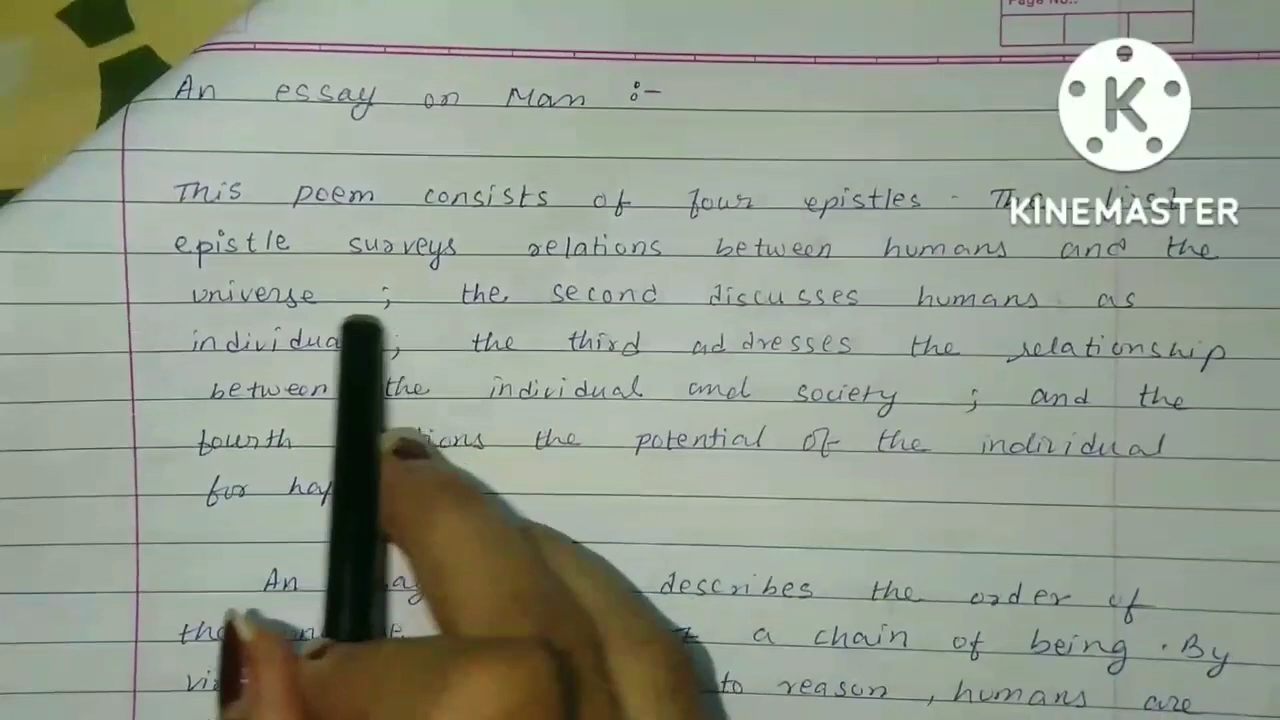 Page No.:
An essay on Man :-
KINEMASTER
This poem consists of four epistles. The first
epistle surveys relations between humans and the
universe ; the second discusses humans as
individual ; the third addresses the relationship
between the individual and society ; and the
fourth the potential of the individual
for
An describes the order of
a chain of being. By
to reason, humans are